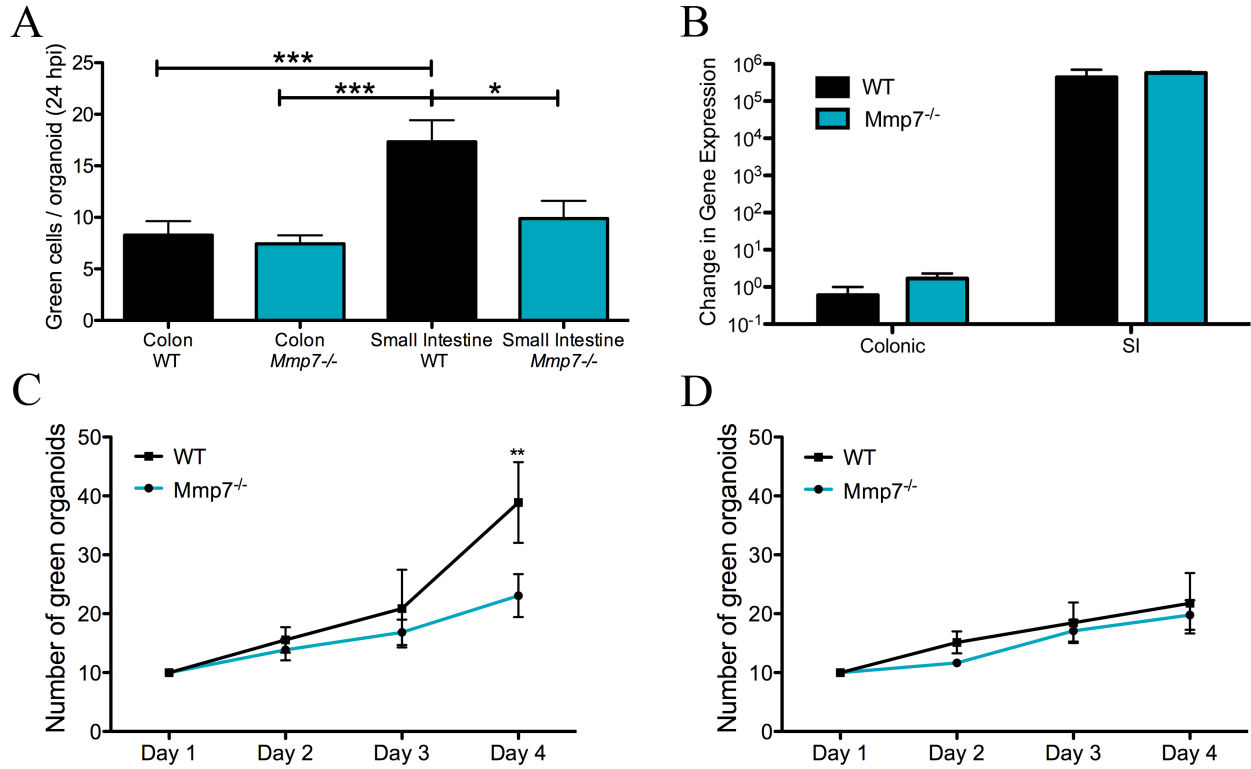 A
Green cells / organoid (24 hpi)
25
20
15
10
5
0
***
***
*
Colon
WT
Colon
Mmp7-/-
Small Intestine
WT
Small Intestine
Mmp7-/-
B
Change in Gene Expression
10⁶
10⁵
10⁴
10³
10²
10¹
10⁰
10⁻¹
WT
Mmp7⁻/⁻
Colonic
SI
C
Number of green organoids
50
40
30
20
10
0
WT
Mmp7⁻/⁻
**
Day 1
Day 2
Day 3
Day 4
D
Number of green organoids
50
40
30
20
10
0
WT
Mmp7⁻/⁻
Day 1
Day 2
Day 3
Day 4